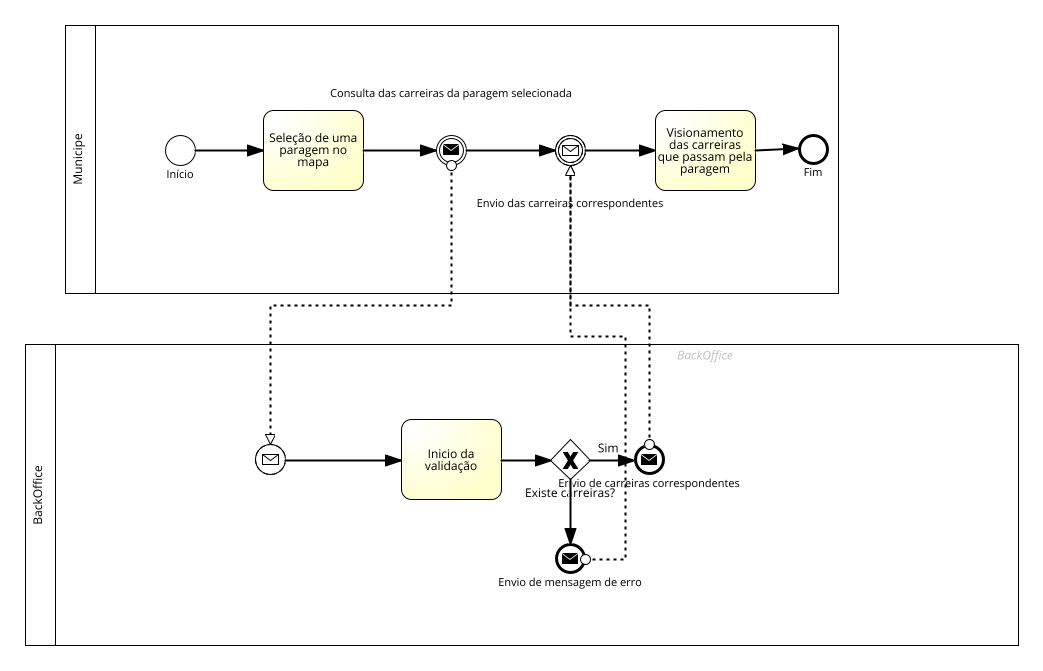 Consulta das carreiras da paragem selecionada
Municipe
Início
Seleção de uma
paragem no
mapa
Visionamento
das carreiras
que passam pela
paragem
Fim
Envio das carreiras correspondentes
BackOffice
BackOffice
Inicio da
validação
Sim
Existe carreiras?
Envio de carreiras correspondentes
Envio de mensagem de erro